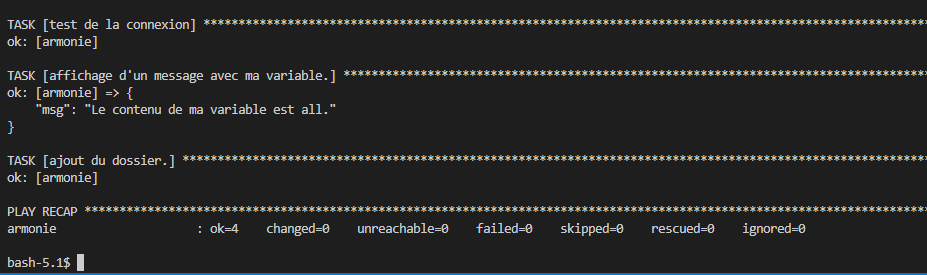 TASK [test de la connexion] *******************************************************************************************************
ok: [armonie]
TASK [affichage d'un message avec ma variable.] ***********************************************************************************
ok: [armonie] => {
    "msg": "Le contenu de ma variable est all."
}
TASK [ajout du dossier.] **********************************************************************************************************
ok: [armonie]
PLAY RECAP ************************************************************************************************************************
armonie                    : ok=4    changed=0    unreachable=0    failed=0    skipped=0    rescued=0    ignored=0
bash-5.1$